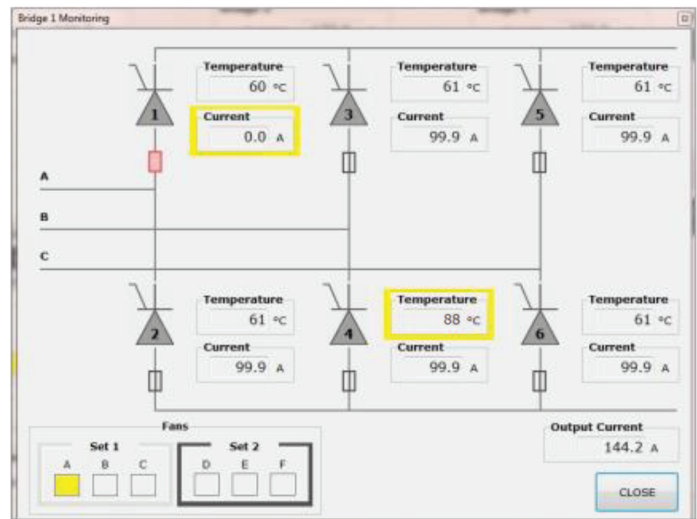 Bridge 1 Monitoring
Temperature Temperature Temperature
60 °C 61 °C 61 °C
1 3 5
Current Current Current
0.0 A 99.9 A 99.9 A
A
B
C
Temperature Temperature Temperature
61 °C 88 °C 61 °C
2 4 6
Current Current Current
99.9 A 99.9 A 99.9 A
Fans
Output Current
Set 1 Set 2
144.2 A
A B C D E F
CLOSE